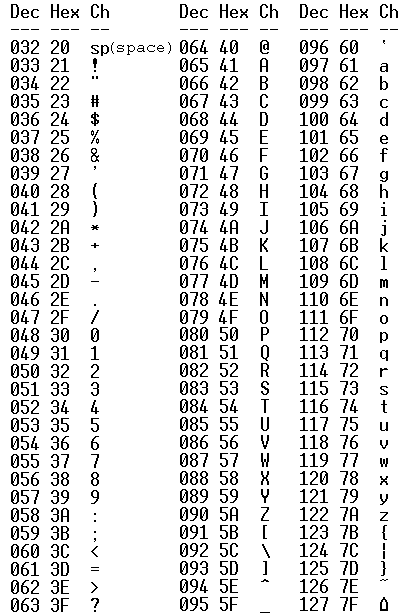 Dec Hex Ch Dec Hex Ch Dec Hex Ch
--- --- -- --- --- -- --- --- --
032 20 sp(space) 064 40 @ 096 60 `
033 21 ! 065 41 A 097 61 a
034 22 " 066 42 B 098 62 b
035 23 # 067 43 C 099 63 c
036 24 $ 068 44 D 100 64 d
037 25 % 069 45 E 101 65 e
038 26 & 070 46 F 102 66 f
039 27 ' 071 47 G 103 67 g
040 28 ( 072 48 H 104 68 h
041 29 ) 073 49 I 105 69 i
042 2A * 074 4A J 106 6A j
043 2B + 075 4B K 107 6B k
044 2C , 076 4C L 108 6C l
045 2D - 077 4D M 109 6D m
046 2E . 078 4E N 110 6E n
047 2F / 079 4F O 111 6F o
048 30 0 080 50 P 112 70 p
049 31 1 081 51 Q 113 71 q
050 32 2 082 52 R 114 72 r
051 33 3 083 53 S 115 73 s
052 34 4 084 54 T 116 74 t
053 35 5 085 55 U 117 75 u
054 36 6 086 56 V 118 76 v
055 37 7 087 57 W 119 77 w
056 38 8 088 58 X 120 78 x
057 39 9 089 59 Y 121 79 y
058 3A : 090 5A Z 122 7A z
059 3B ; 091 5B [ 123 7B {
060 3C < 092 5C \ 124 7C ¦
061 3D = 093 5D ] 125 7D }
062 3E > 094 5E ^ 126 7E ~
063 3F ? 095 5F _ 127 7F ⌂